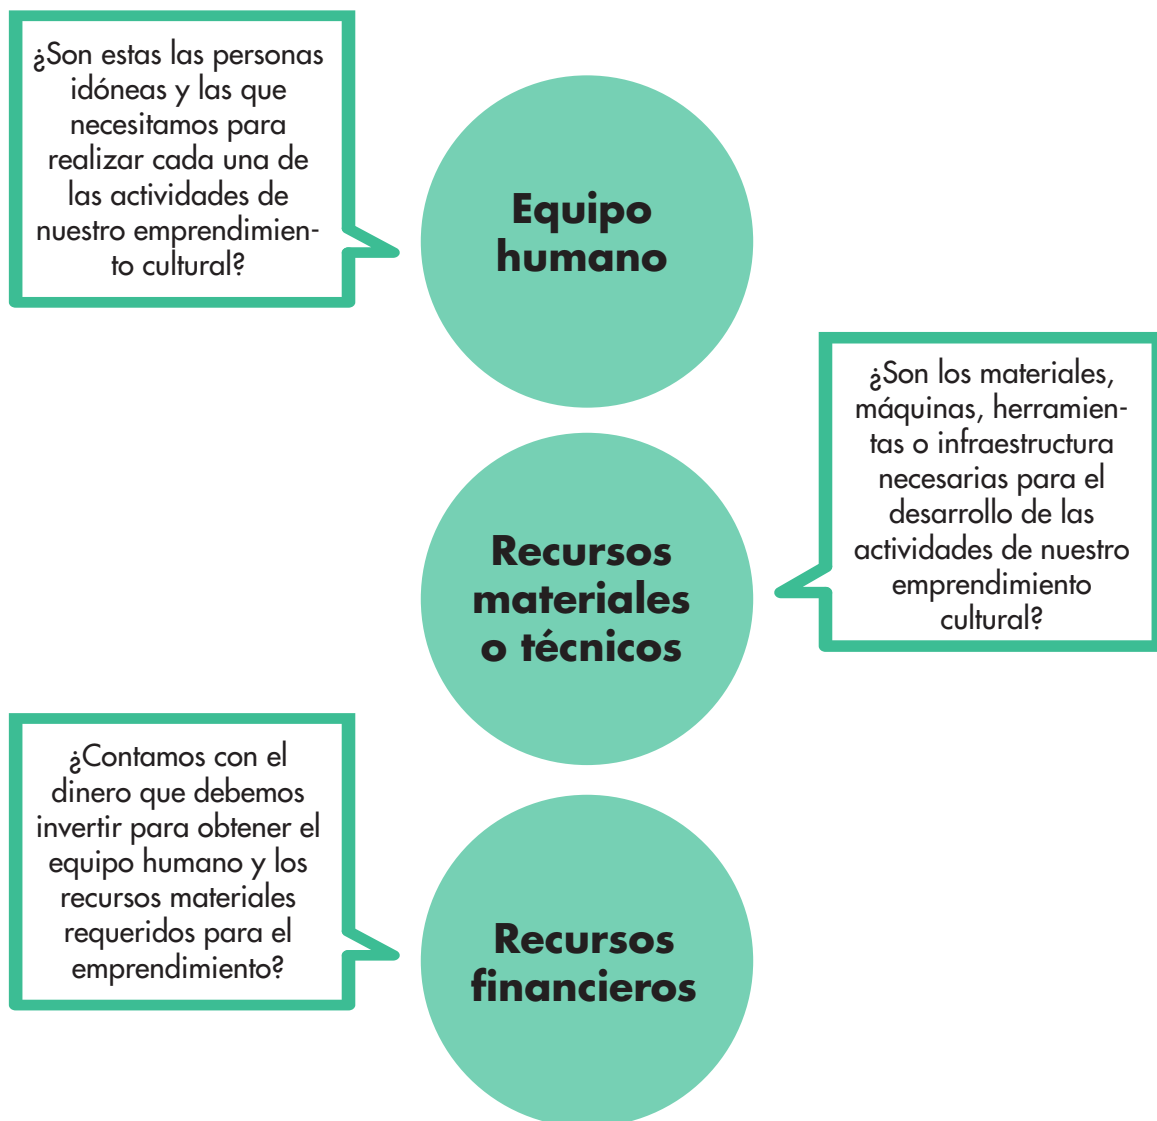 ¿Son estas las personas
idóneas y las que
necesitamos para
realizar cada una de
las actividades de
nuestro emprendimien-
to cultural?
Equipo
humano
¿Son los materiales,
máquinas, herramien-
tas o infraestructura
necesarias para el
desarrollo de las
actividades de nuestro
emprendimiento
cultural?
Recursos
materiales
o técnicos
¿Contamos con el
dinero que debemos
invertir para obtener el
equipo humano y los
recursos materiales
requeridos para el
emprendimiento?
Recursos
financieros